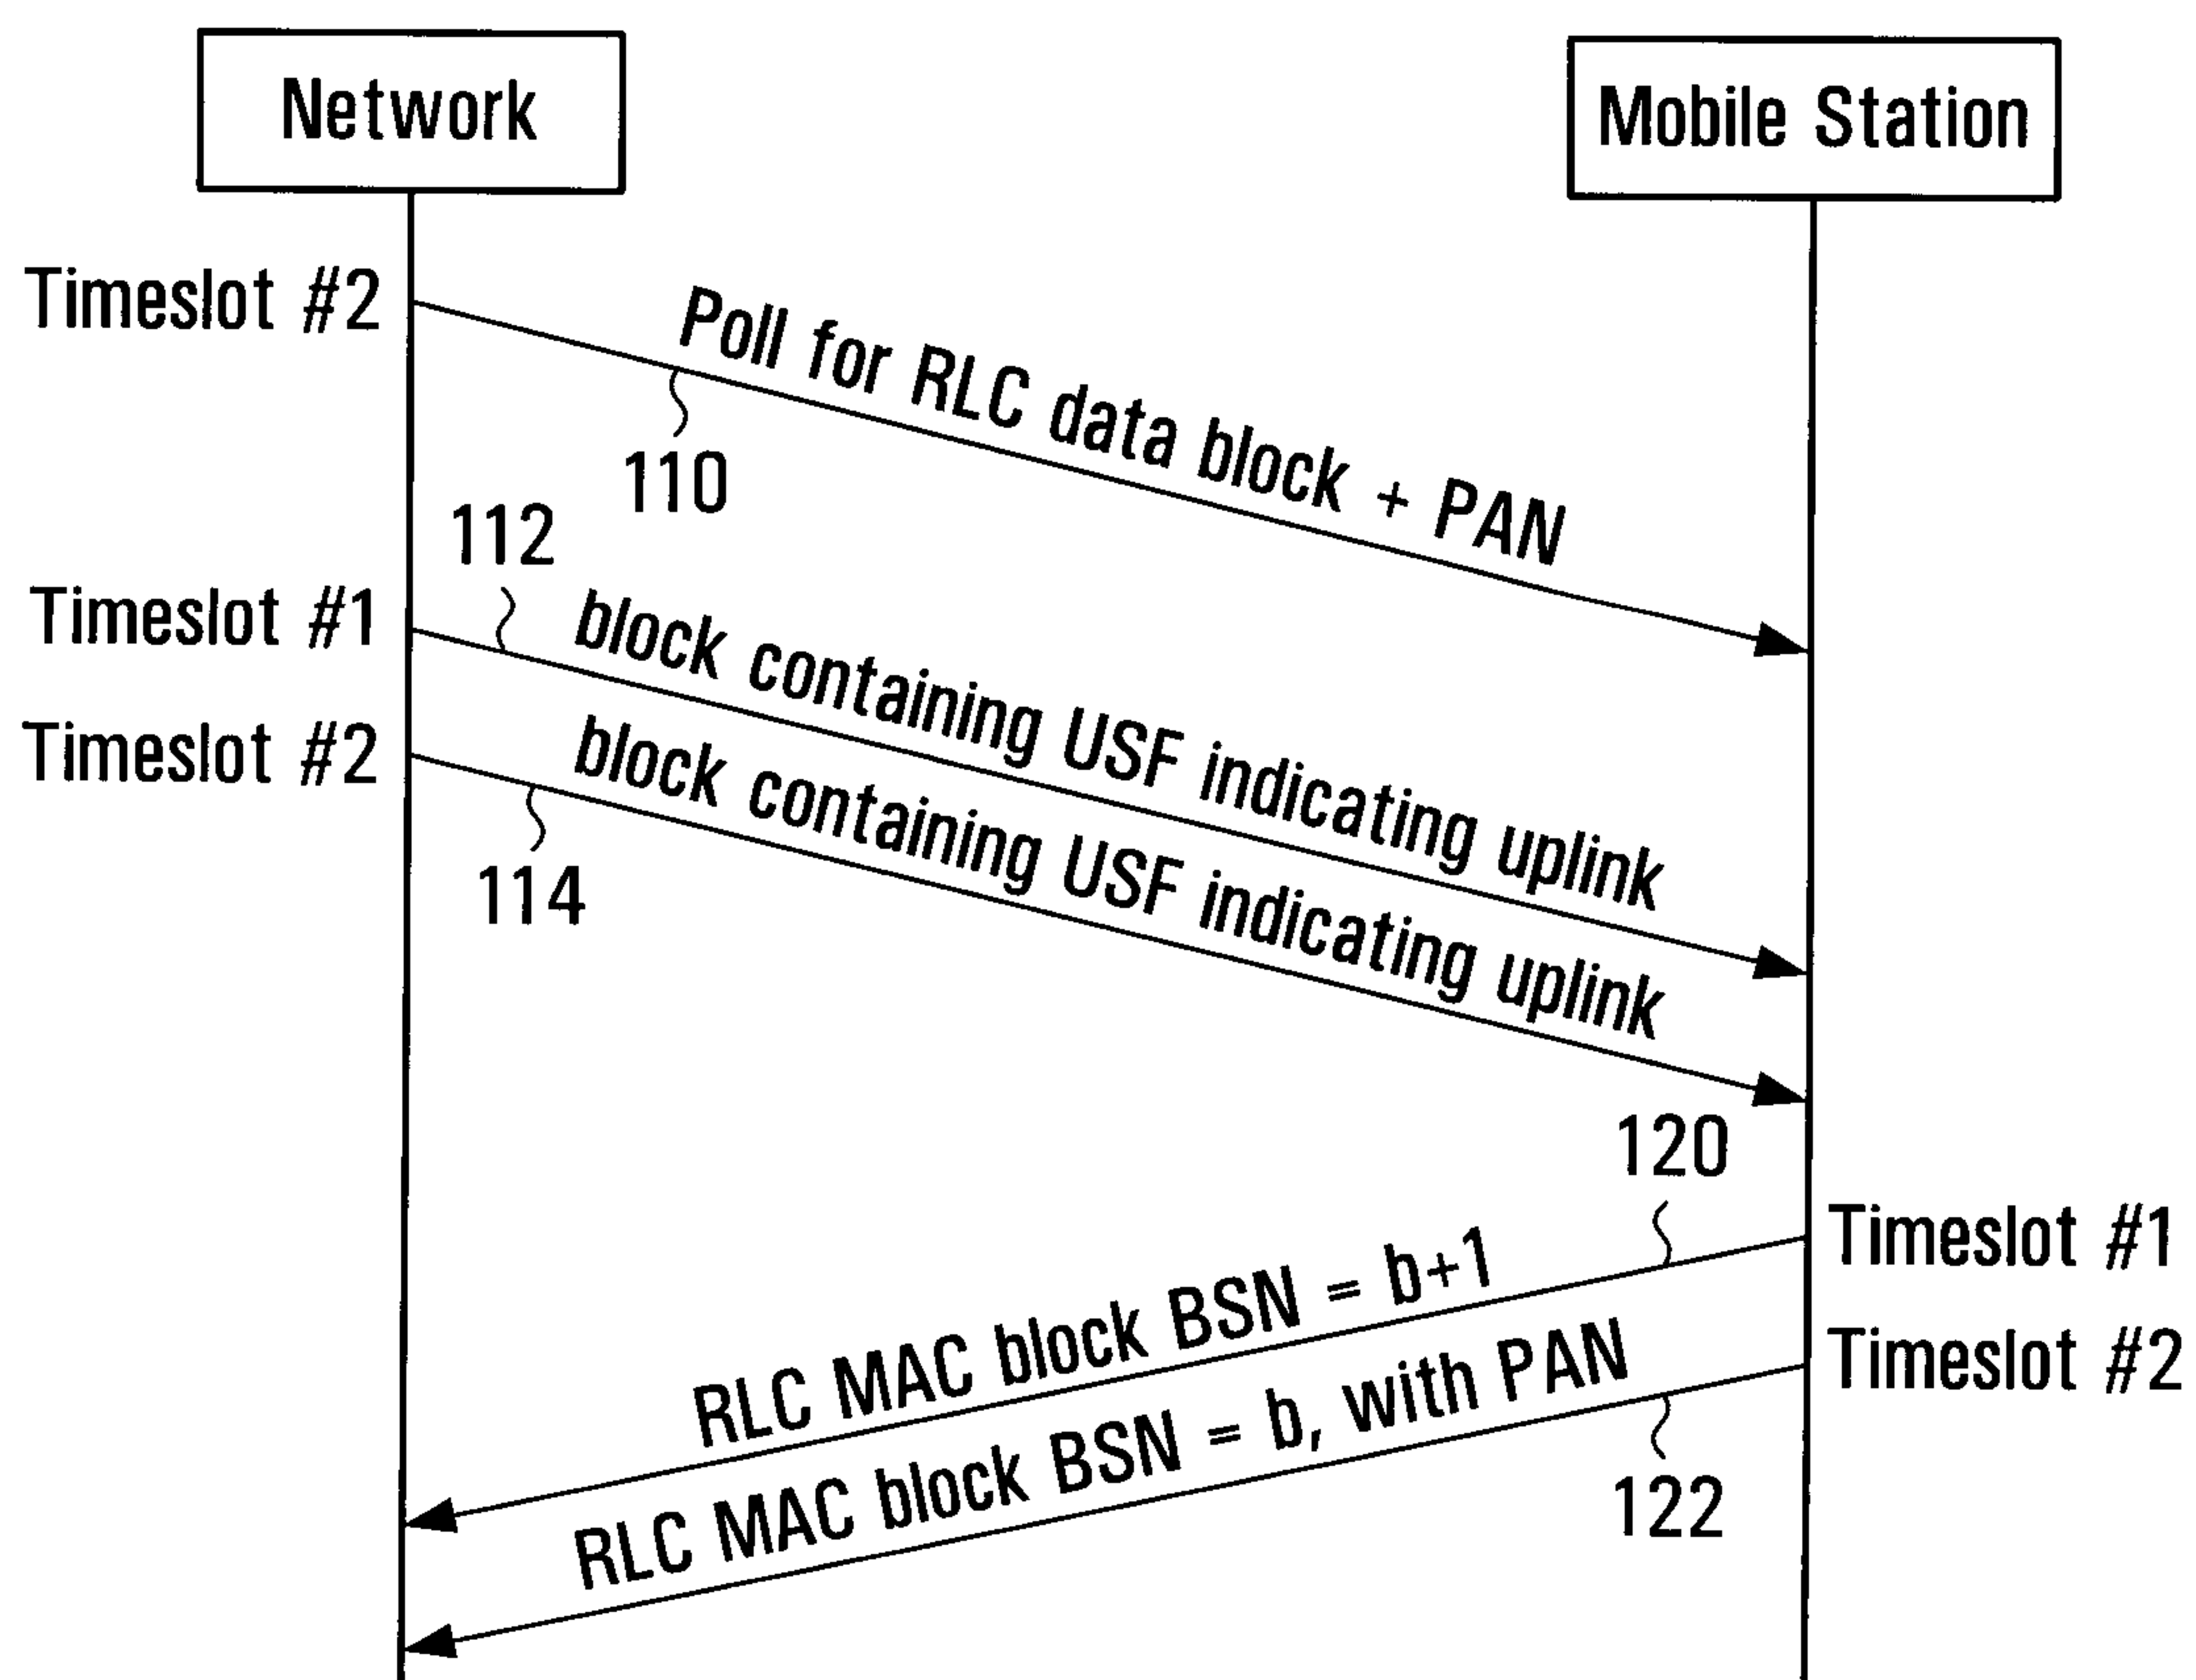 Network
Mobile Station
Timeslot #2
Poll for RLC data block + PAN
110
112
Timeslot #1
block containing USF indicating uplink
Timeslot #2
block containing USF indicating uplink
114
120
Timeslot #1
RLC MAC block BSN = b+1
Timeslot #2
RLC MAC block BSN = b, with PAN
122